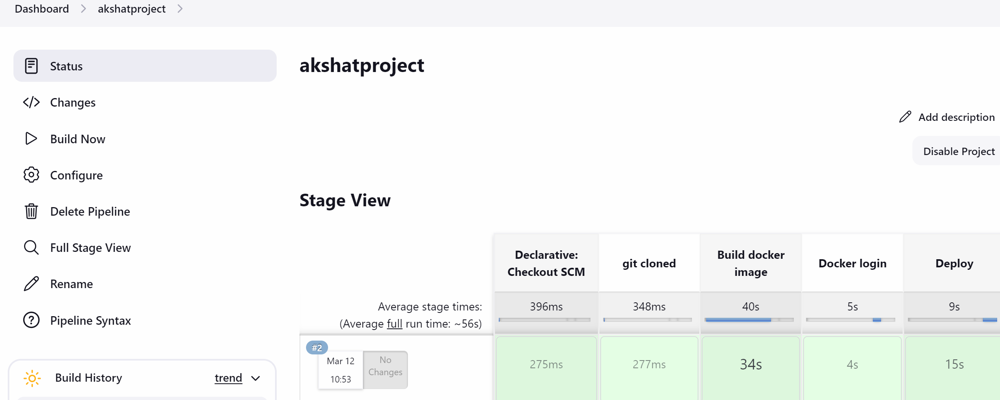 Dashboard
akshatproject
Status
Changes
Build Now
Configure
Delete Pipeline
Full Stage View
Rename
Pipeline Syntax
Build History
trend
akshatproject
Add description
Disable Project
Stage View
Declarative:
Checkout SCM
git cloned
Build docker
image
Docker login
Deploy
Average stage times:
(Average full run time: ~56s)
396ms
348ms
40s
5s
9s
#2
Mar 12
10:53
No
Changes
275ms
277ms
34s
4s
15s